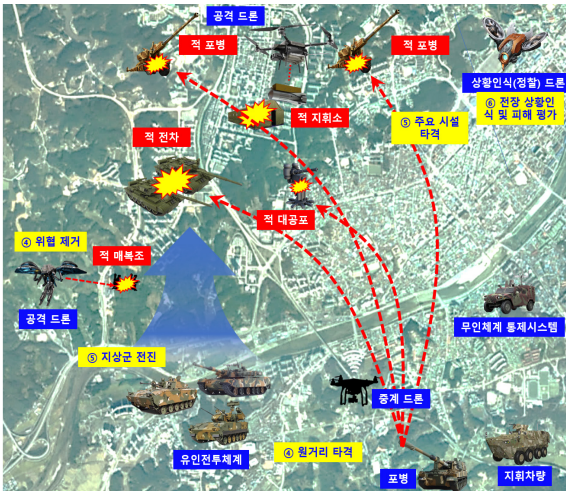 공격 드론
적 포병
적 포병
상황인식(정찰) 드론
⑥ 전장 상황인
식 및 피해 평가
⑤ 주요 시설
타격
적 지휘소
적 전차
적 대공포
④ 위협 제거
적 매복조
공격 드론
무인체계 통제시스템
⑤ 지상군 전진
중계 드론
유인전투체계
④ 원거리 타격
포병
지휘차량